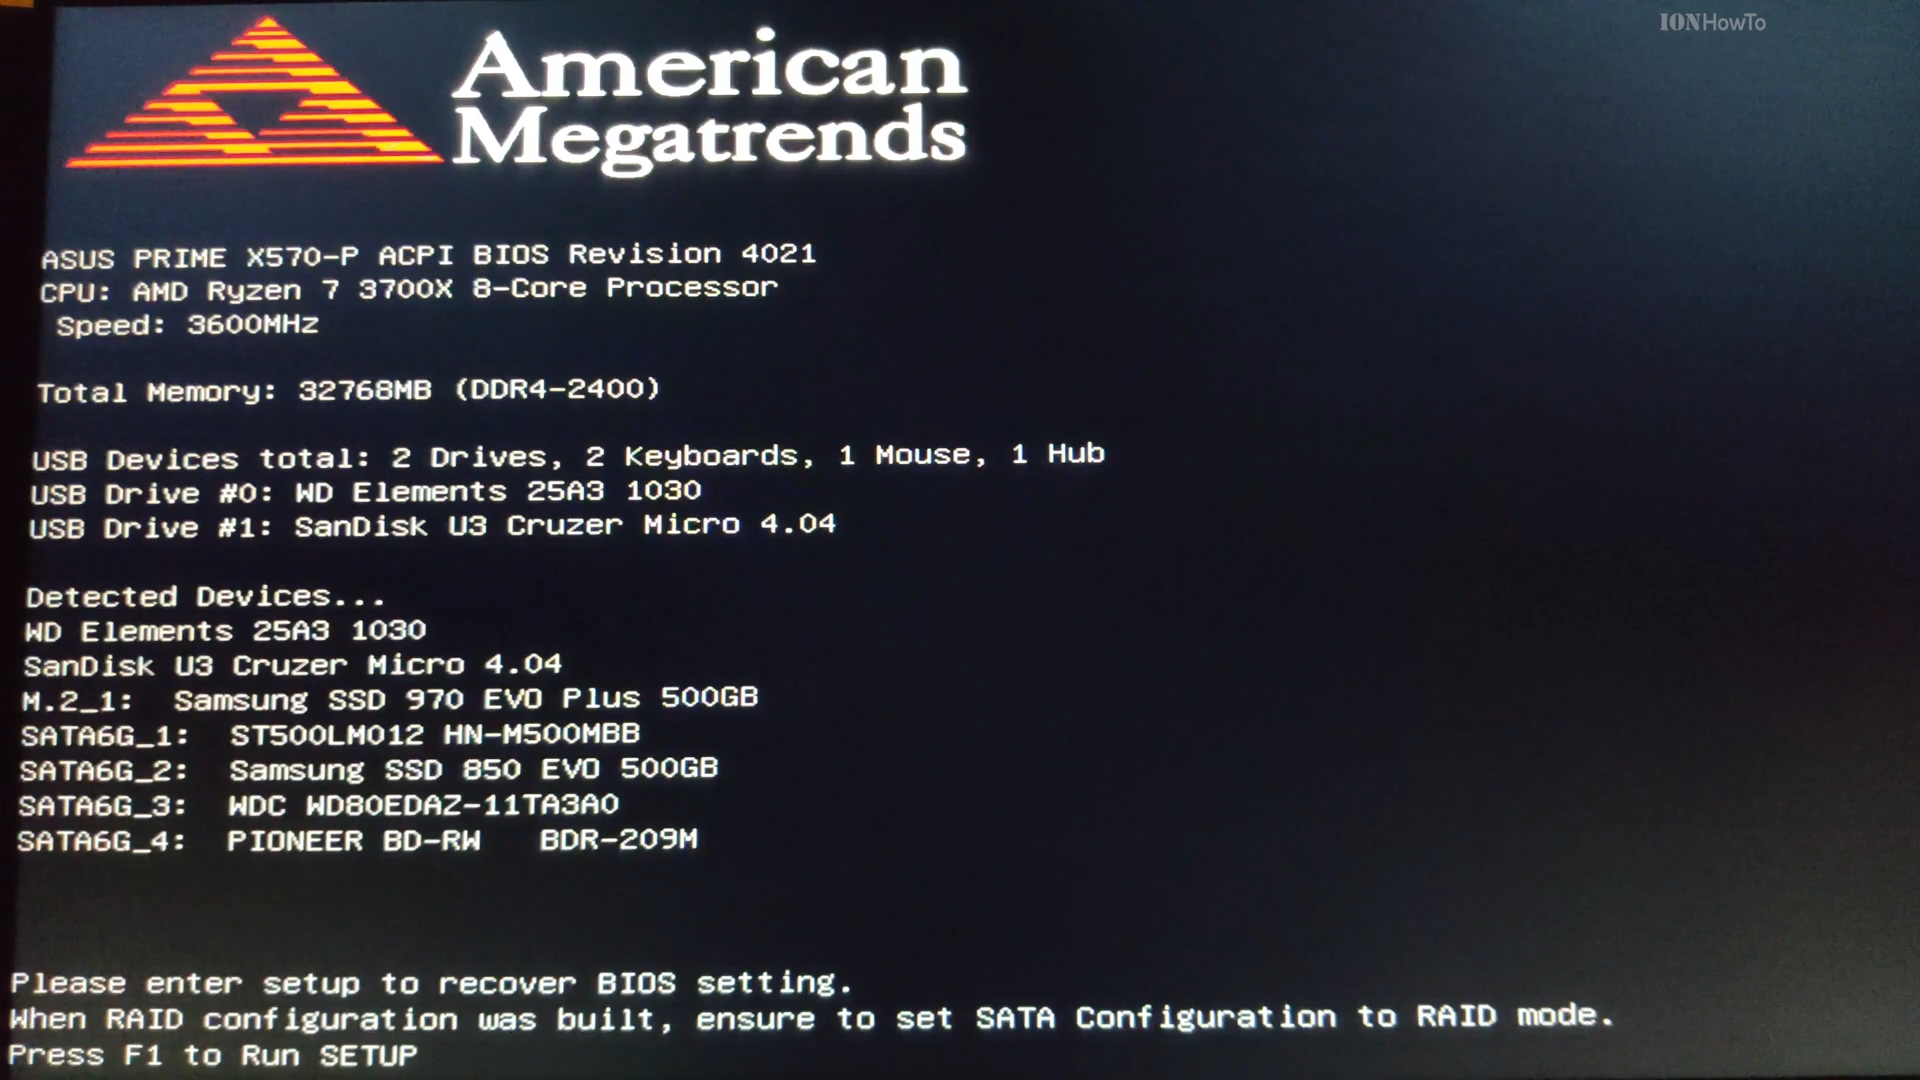 IONHowTo
American
Megatrends
ASUS PRIME X570-P ACPI BIOS Revision 4021
CPU: AMD Ryzen 7 3700X 8-Core Processor
Speed: 3600MHz
Total Memory: 32768MB (DDR4-2400)
USB Devices total: 2 Drives, 2 Keyboards, 1 Mouse, 1 Hub
USB Drive #0: WD Elements 25A3 1030
USB Drive #1: SanDisk U3 Cruzer Micro 4.04
Detected Devices...
WD Elements 25A3 1030
SanDisk U3 Cruzer Micro 4.04
M.2_1: Samsung SSD 970 EVO Plus 500GB
SATA6G_1: ST500LM012 HN-M500MBB
SATA6G_2: Samsung SSD 850 EVO 500GB
SATA6G_3: WDC WD80EDAZ-11TA3A0
SATA6G_4: PIONEER BD-RW BDR-209M
Please enter setup to recover BIOS setting.
When RAID configuration was built, ensure to set SATA Configuration to RAID mode.
Press F1 to Run SETUP